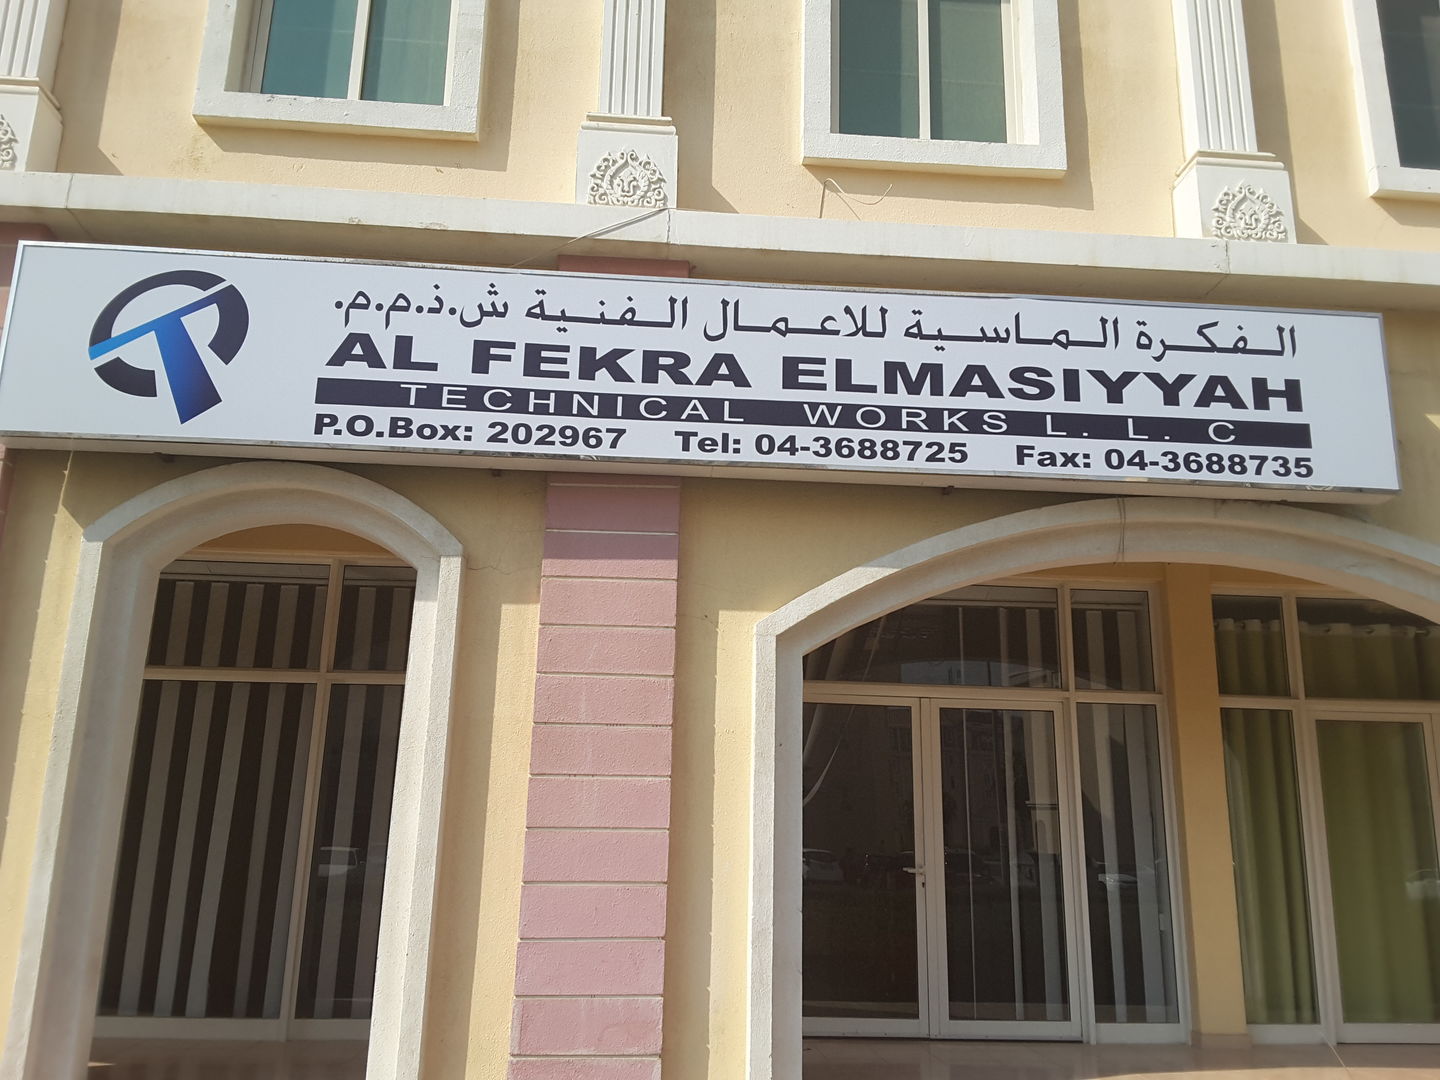 الفكرة الماسية للاعمال الفنية ش.ذ.م.م.
AL FEKRA ELMASIYYAH
TECHNICAL WORKS L. L. C
P.O.Box: 202967 Tel: 04-3688725 Fax: 04-3688735